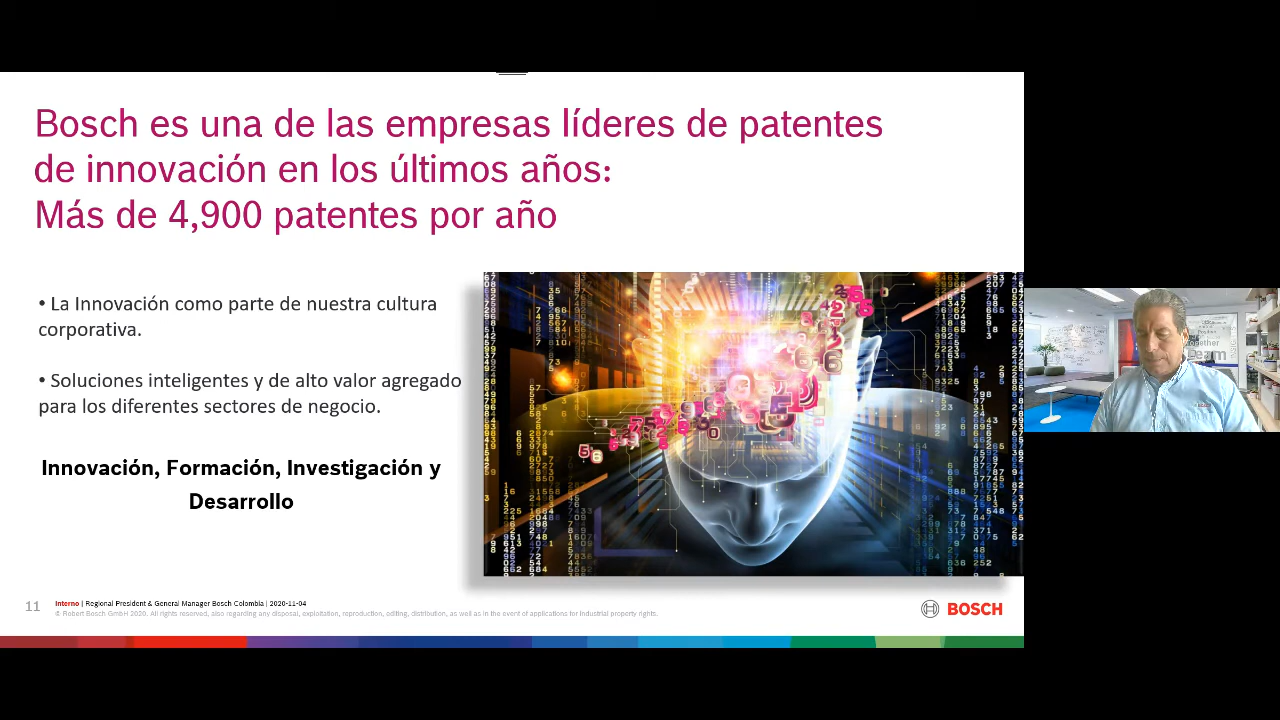 Bosch es una de las empresas líderes de patentes
de innovación en los últimos años:
Más de 4,900 patentes por año
• La Innovación como parte de nuestra cultura
corporativa.
• Soluciones inteligentes y de alto valor agregado
para los diferentes sectores de negocio.
Innovación, Formación, Investigación y
Desarrollo
11
Interno | Regional President & General Manager Bosch Colombia | 2020-11-04
© Robert Bosch GmbH 2020. All rights reserved, also regarding any disposal, exploitation, reproduction, editing, distribution, as well as in the event of applications for industrial property rights.
BOSCH